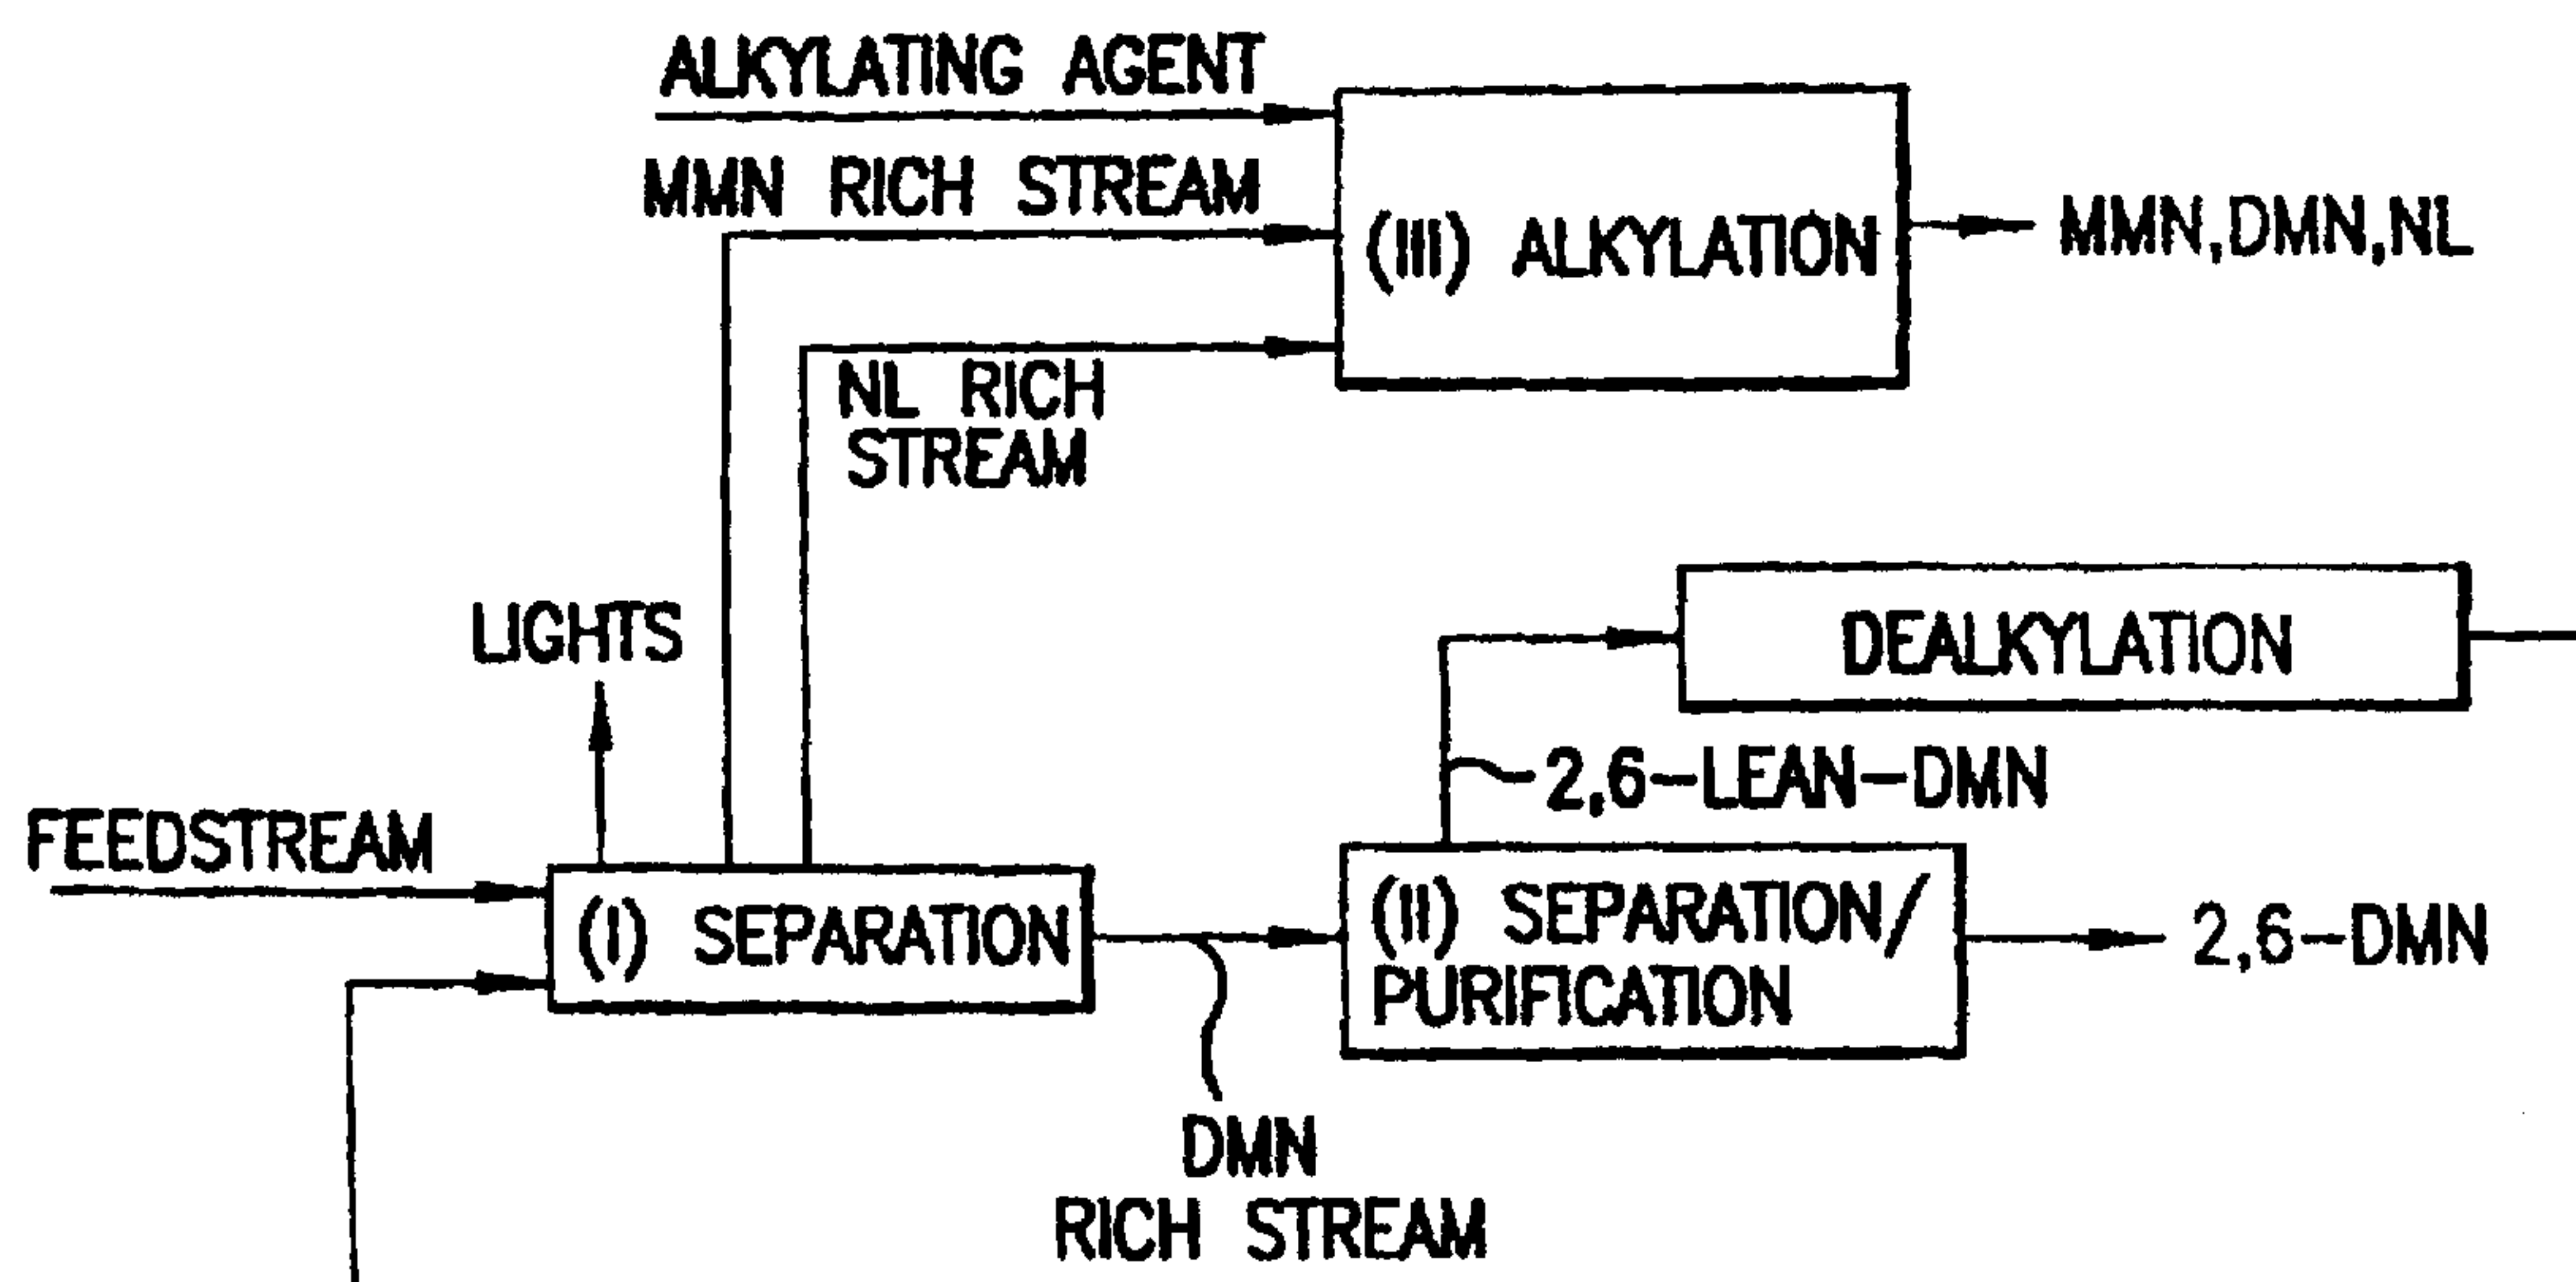 ALKYLATING AGENT
MMN RICH STREAM
(III) ALKYLATION
MMN,DMN,NL
NL RICH
STREAM
LIGHTS
DEALKYLATION
2,6-LEAN-DMN
FEEDSTREAM
(I) SEPARATION
(II) SEPARATION/
PURIFICATION
2,6-DMN
DMN
RICH STREAM